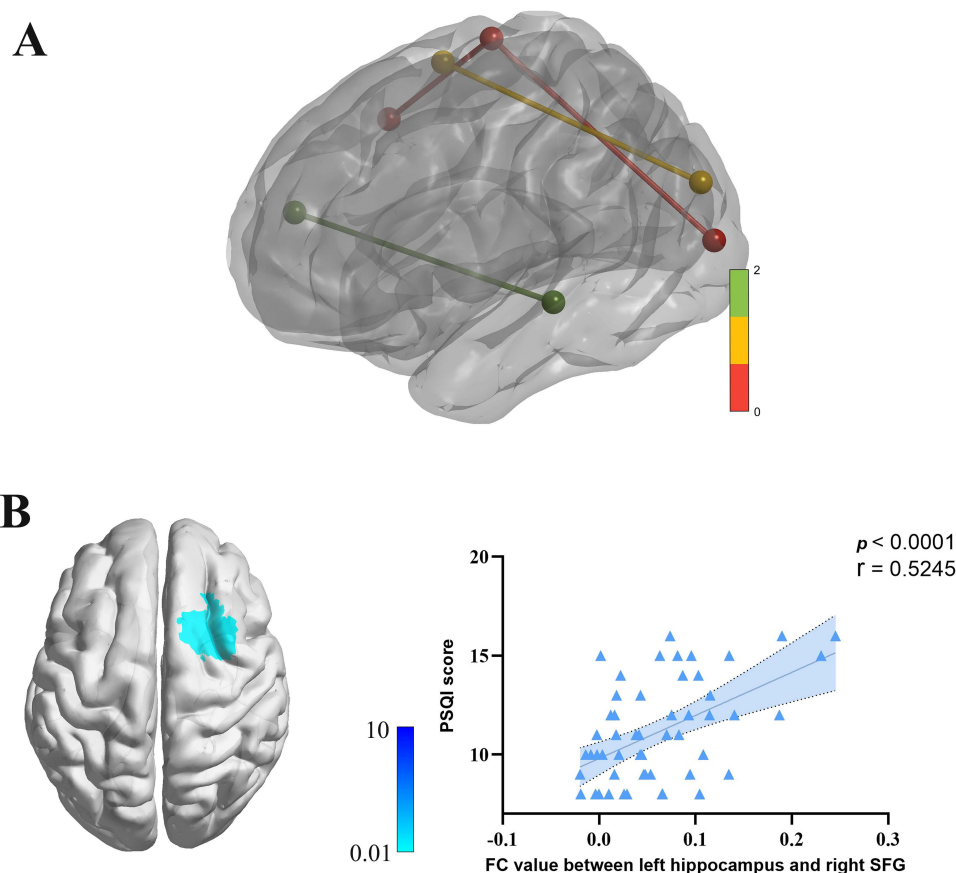 A
2
0
B
10
0.01
p < 0.0001
r = 0.5245
20
15
10
PSQI score
-0.1 0.0 0.1 0.2 0.3
FC value between left hippocampus and right SFG